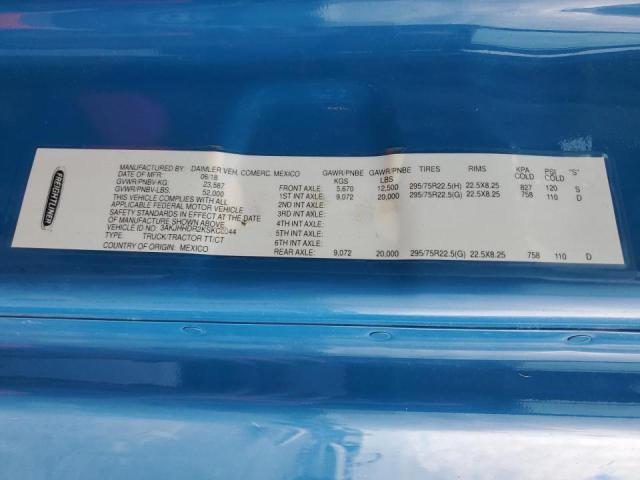 FREIGHTLINER
MANUFACTURED BY: DAIMLER VEH. COMERC. MEXICO GAWR/PNBE GAWR/PNBE TIRES RIMS KPA PSI "S"
DATE OF MFR: 06/18 KGS LBS COLD COLD
GVWR/PNBV-KG: 23,587 FRONT AXLE: 5,670 12,500 295/75R22.5(H) 22.5X8.25 827 120 S
GVWR/PNBV-LBS: 52,000 1ST INT AXLE: 9,072 20,000 295/75R22.5(G) 22.5X8.25 758 110 D
THIS VEHICLE COMPLIES WITH ALL 2ND INT AXLE:
APPLICABLE FEDERAL MOTOR VEHICLE 3RD INT AXLE:
SAFETY STANDARDS IN EFFECT AT THE DATE 4TH INT AXLE:
OF MANUFACTURE SHOWN ABOVE. 5TH INT AXLE:
VEHICLE ID NO.: 6TH INT AXLE:
TYPE: TRUCK/TRACTOR TT/CT REAR AXLE: 9,072 20,000 295/75R22.5(G) 22.5X8.25 758 110 D
COUNTRY OF ORIGIN: MEXICO